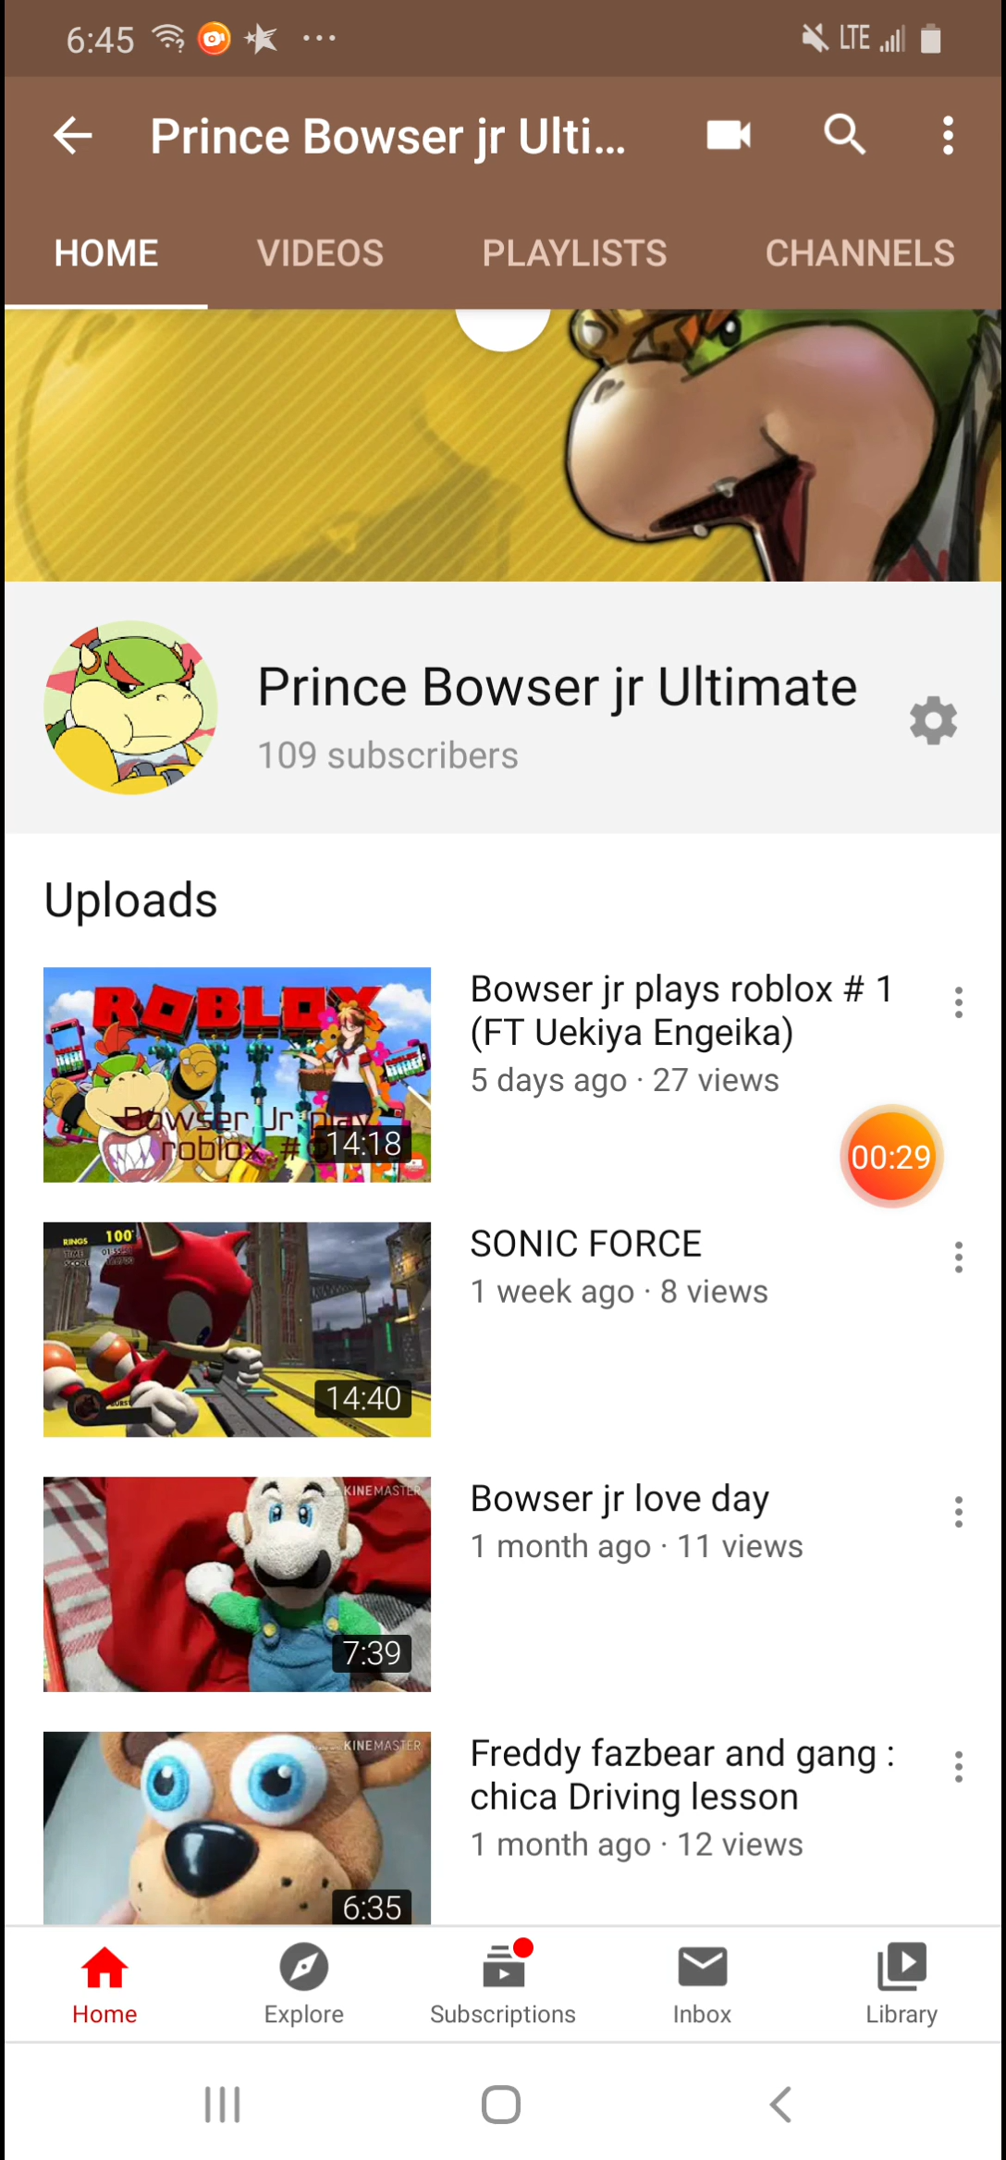 6:45
LTE
Prince Bowser jr Ulti...
HOME
VIDEOS
PLAYLISTS
CHANNELS
Prince Bowser jr Ultimate
109 subscribers
Uploads
ROBLOX
Bowser Jr play
roblox #
14:18
Bowser jr plays roblox # 1
(FT Uekiya Engeika)
5 days ago · 27 views
00:29
RINGS 100
TIME
SCORE
14:40
SONIC FORCE
1 week ago · 8 views
KINEMASTER
7:39
Bowser jr love day
1 month ago · 11 views
KINEMASTER
6:35
Freddy fazbear and gang :
chica Driving lesson
1 month ago · 12 views
Home
Explore
Subscriptions
Inbox
Library